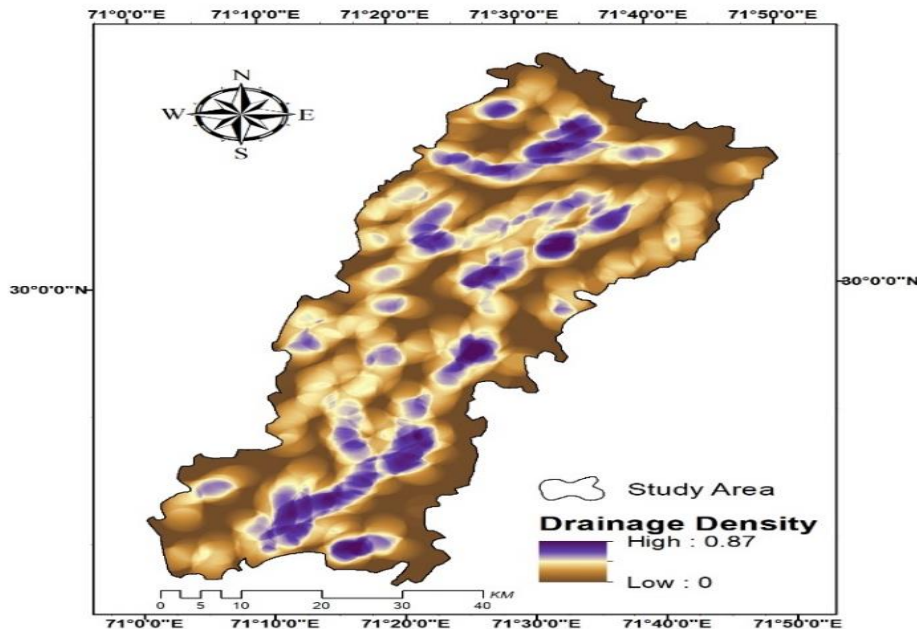 71°0'0"E 71°10'0"E 71°20'0"E 71°30'0"E 71°40'0"E 71°50'0"E
N
W E
S
30°0'0"N 30°0'0"N
Study Area
Drainage Density
High : 0.87
Low : 0
KM
0 5 10 20 30 40
71°0'0"E 71°10'0"E 71°20'0"E 71°30'0"E 71°40'0"E 71°50'0"E